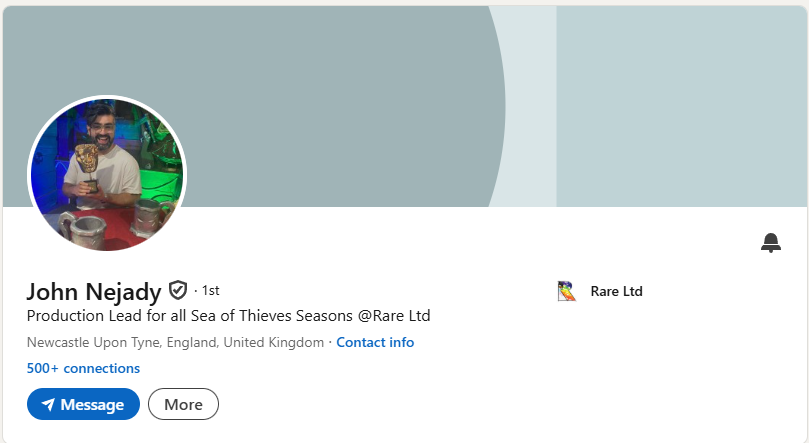 John Nejady · 1st
Rare Ltd
Production Lead for all Sea of Thieves Seasons @Rare Ltd
Newcastle Upon Tyne, England, United Kingdom · Contact info
500+ connections
Message
More